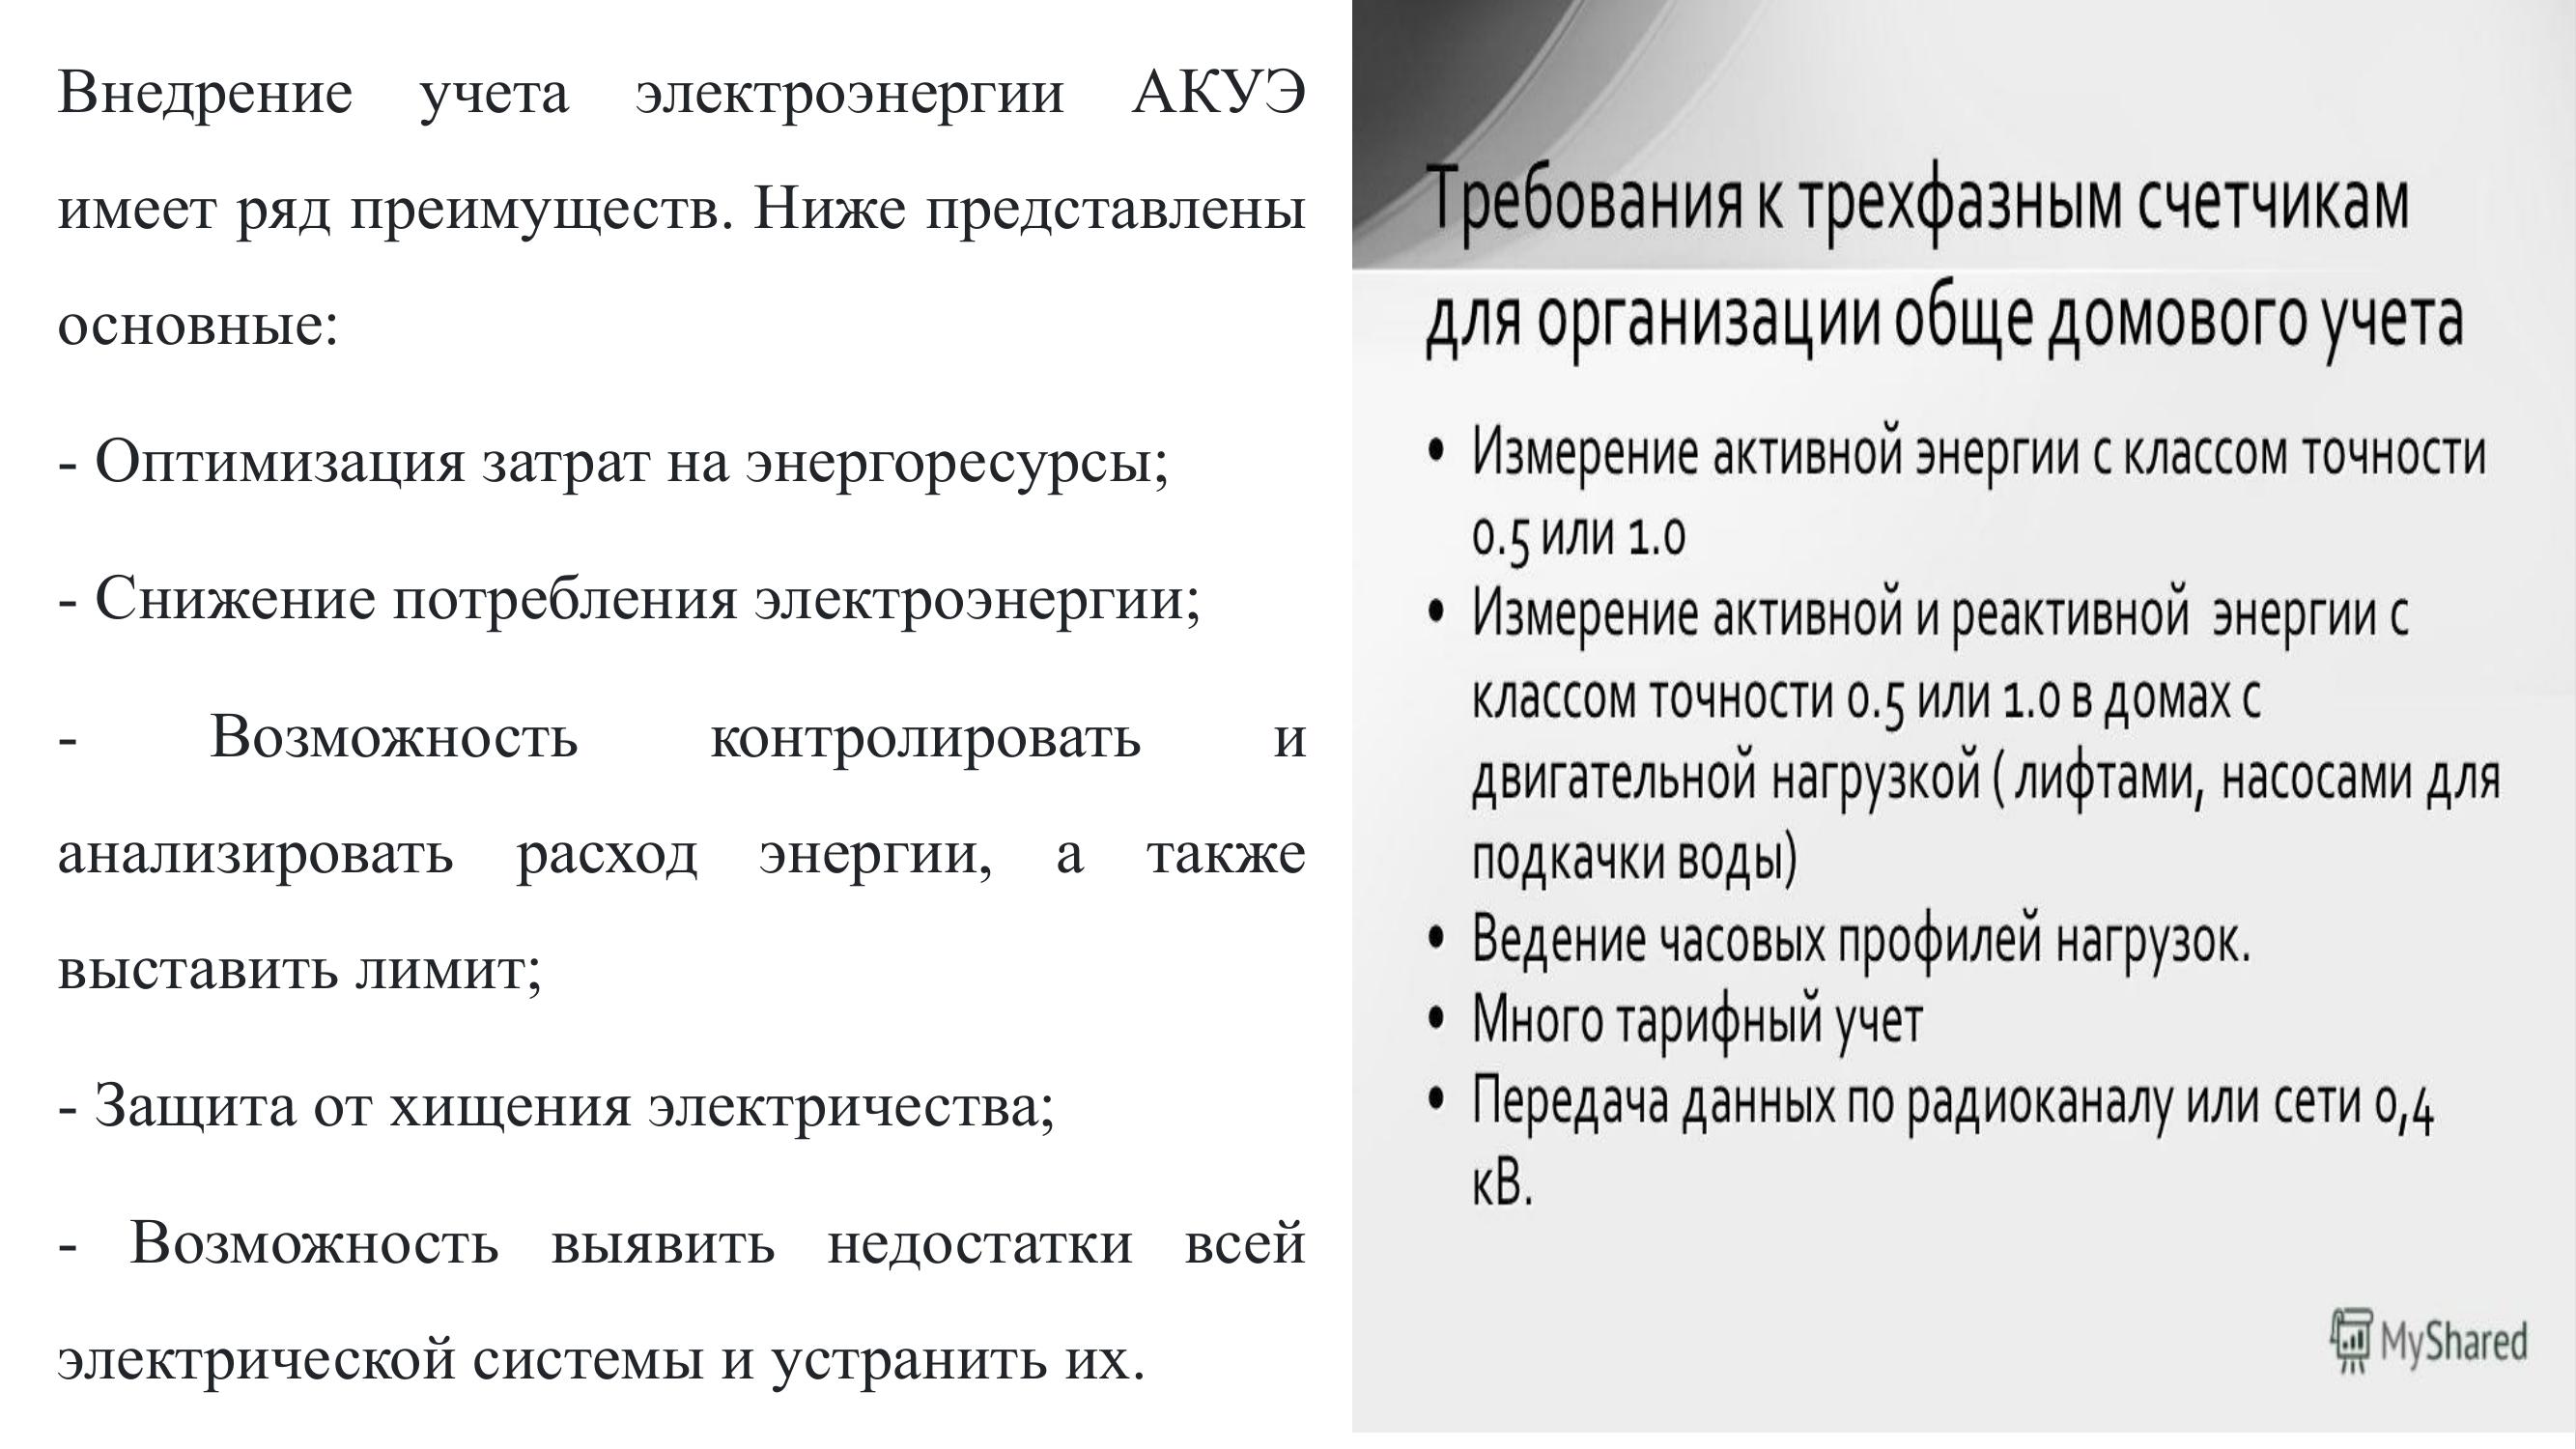 Внедрение учета электроэнергии АКУЭ
имеет ряд преимуществ. Ниже представлены
основные:
- Оптимизация затрат на энергоресурсы;
- Снижение потребления электроэнергии;
- Возможность контролировать и
анализировать расход энергии, а также
выставить лимит;
- Защита от хищения электричества;
- Возможность выявить недостатки всей
электрической системы и устранить их.
Требования к трехфазным счетчикам
для организации обще домового учета
• Измерение активной энергии с классом точности
0.5 или 1.0
• Измерение активной и реактивной энергии с
классом точности 0.5 или 1.0 в домах с
двигательной нагрузкой ( лифтами, насосами для
подкачки воды)
• Ведение часовых профилей нагрузок.
• Много тарифный учет
• Передача данных по радиоканалу или сети 0,4
кВ.
MyShared